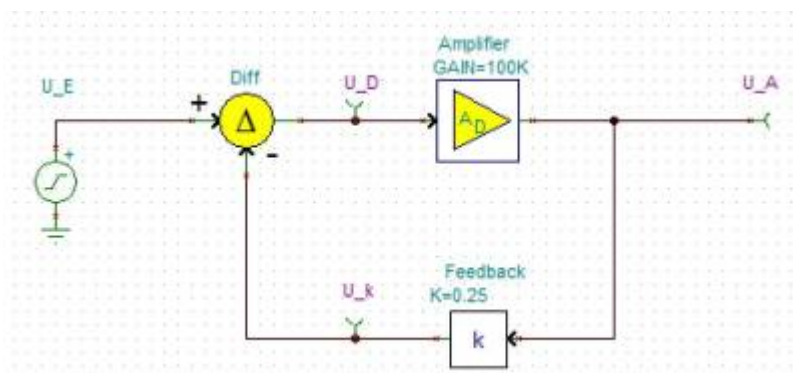 Amplifier
GAIN=100K
U_E
Diff
U_D
U_A
+
Δ
-
A_D
+
Feedback
K=0.25
U_k
k